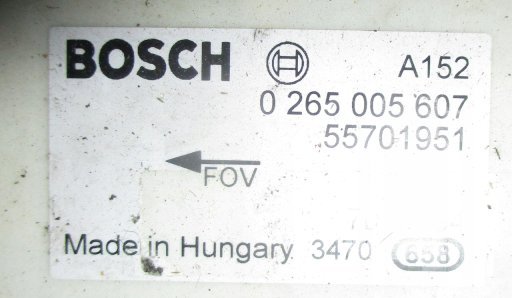 BOSCH A152
0 265 005 607
55701951
FOV
Made in Hungary 3470 658